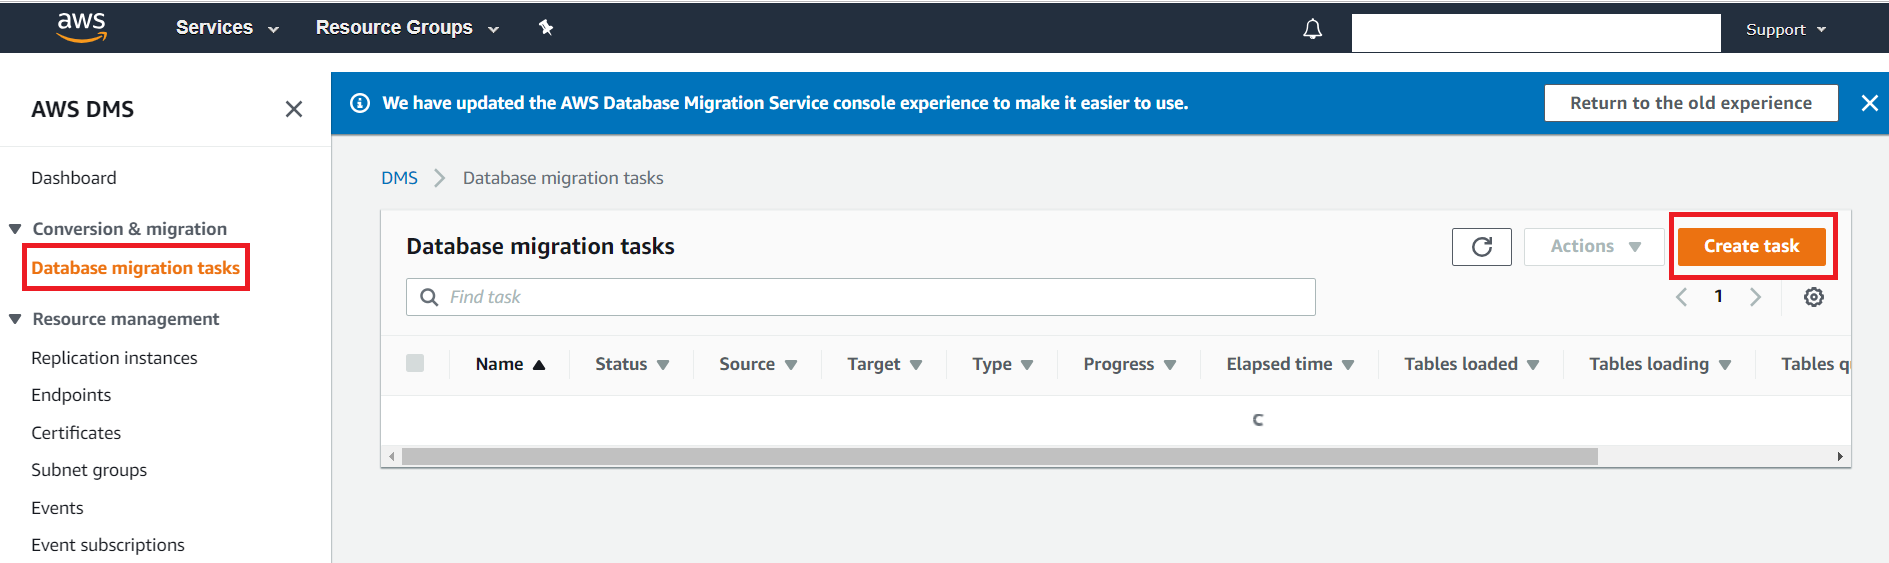 aws Services Resource Groups Support
AWS DMS
We have updated the AWS Database Migration Service console experience to make it easier to use. Return to the old experience
Dashboard
Conversion & migration
Database migration tasks
Resource management
Replication instances
Endpoints
Certificates
Subnet groups
Events
Event subscriptions
DMS Database migration tasks
Database migration tasks Actions Create task
Find task 1
Name Status Source Target Type Progress Elapsed time Tables loaded Tables loading Tables q